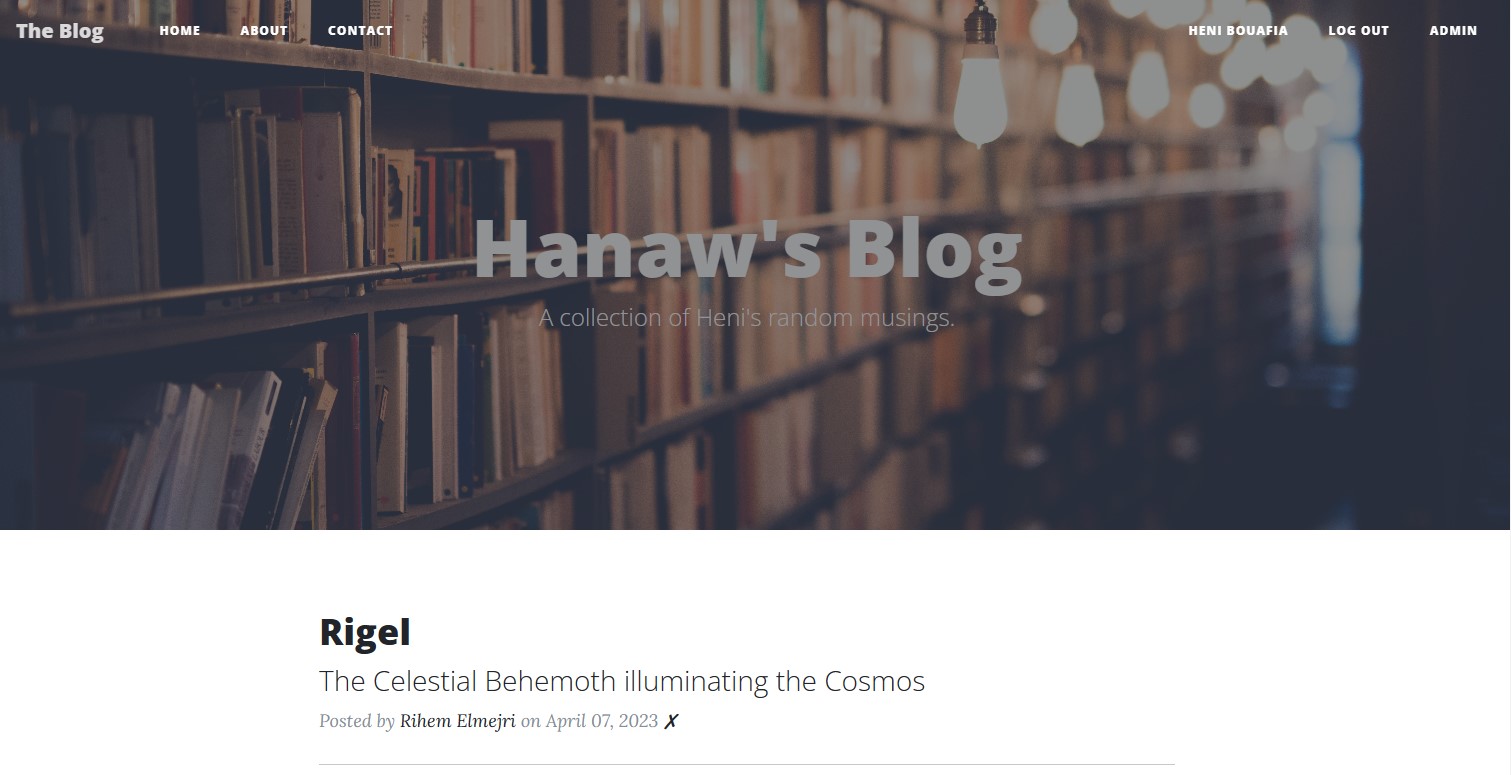 The Blog HOME ABOUT CONTACT HENI BOUAFIA LOG OUT ADMIN
Hanaw's Blog
A collection of Heni's random musings.
Rigel
The Celestial Behemoth illuminating the Cosmos
Posted by Rihem Elmejri on April 07, 2023 ✗